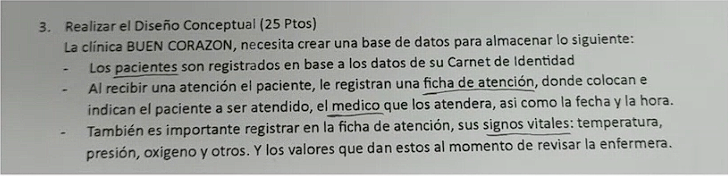 3. Realizar el Diseño Conceptual (25 Ptos)
La clínica BUEN CORAZON, necesita crear una base de datos para almacenar lo siguiente:
- Los pacientes son registrados en base a los datos de su Carnet de Identidad
- Al recibir una atención el paciente, le registran una ficha de atención, donde colocan e
indican el paciente a ser atendido, el medico que los atendera, asi como la fecha y la hora.
- También es importante registrar en la ficha de atención, sus signos vitales: temperatura,
presión, oxigeno y otros. Y los valores que dan estos al momento de revisar la enfermera.